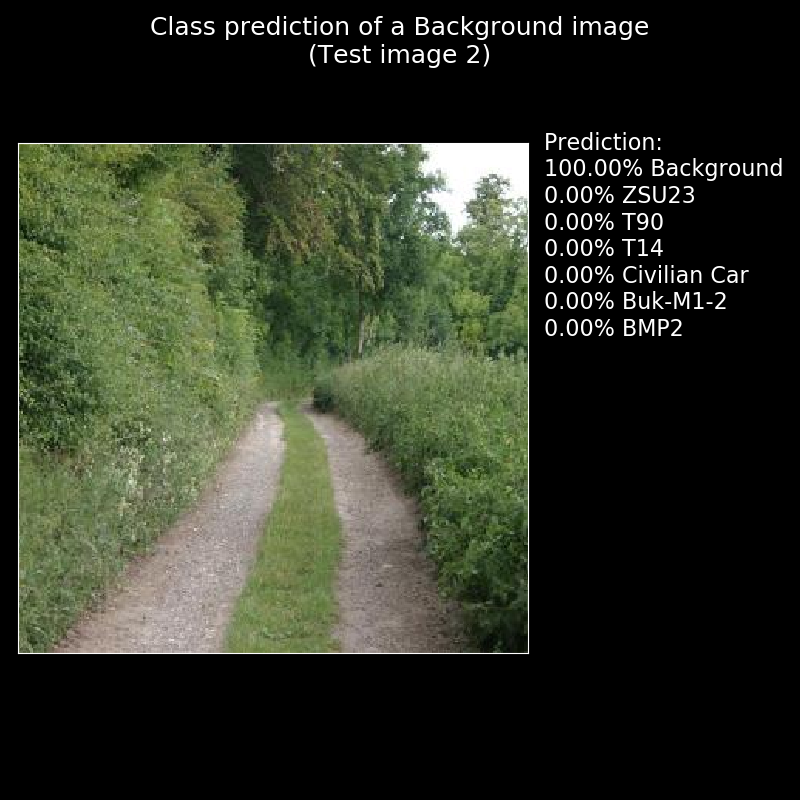 Class prediction of a Background image
(Test image 2)
Prediction:
100.00% Background
0.00% ZSU23
0.00% T90
0.00% T14
0.00% Civilian Car
0.00% Buk-M1-2
0.00% BMP2